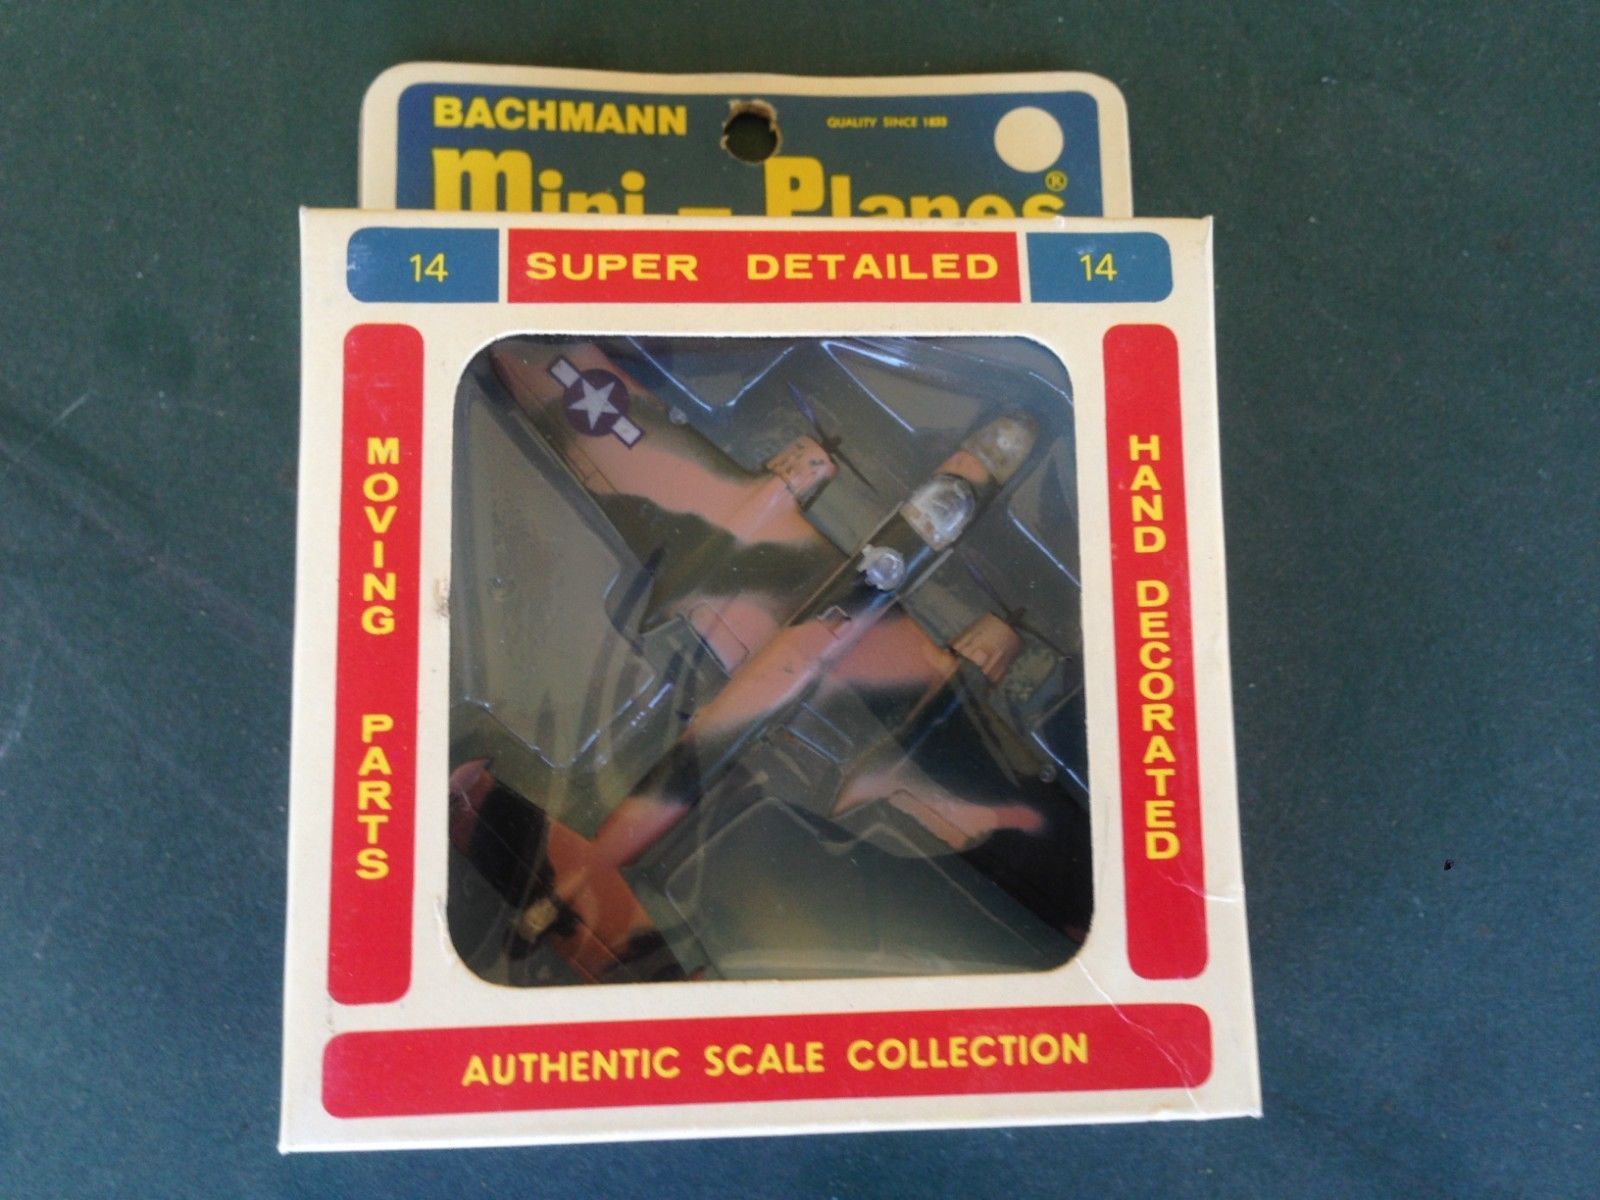 BACHMANN
QUALITY SINCE 1833
Mini - Planes®
14 SUPER DETAILED 14
MOVING PARTS
HAND DECORATED
AUTHENTIC SCALE COLLECTION